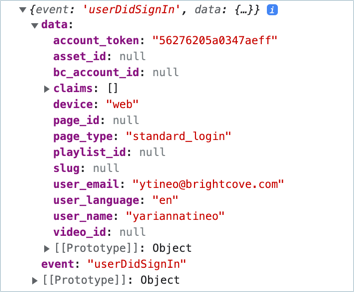 ▼ {event: 'userDidSignIn', data: {…}} i
▼ data:
account_token: "56276205a0347aeff"
asset_id: null
bc_account_id: null
▶ claims: []
device: "web"
page_id: null
page_type: "standard_login"
playlist_id: null
slug: null
user_email: "ytineo@brightcove.com"
user_language: "en"
user_name: "yariannatineo"
video_id: null
▶ [[Prototype]]: Object
event: "userDidSignIn"
▶ [[Prototype]]: Object